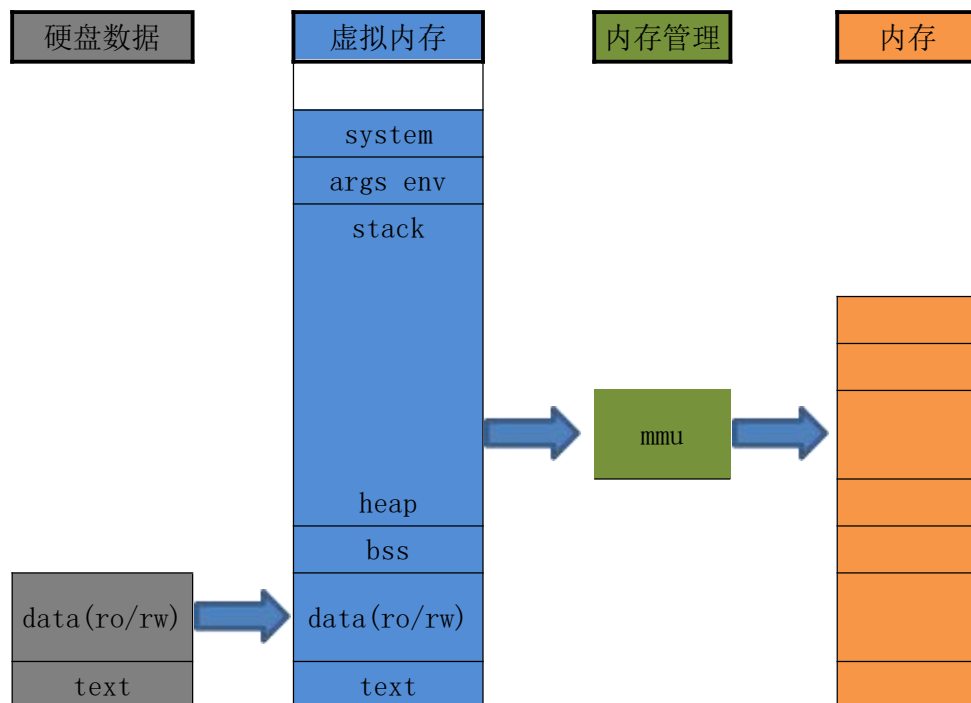 硬盘数据
虚拟内存
内存管理
内存
system
args env
stack
mmu
heap
bss
data(ro/rw)
data(ro/rw)
text
text